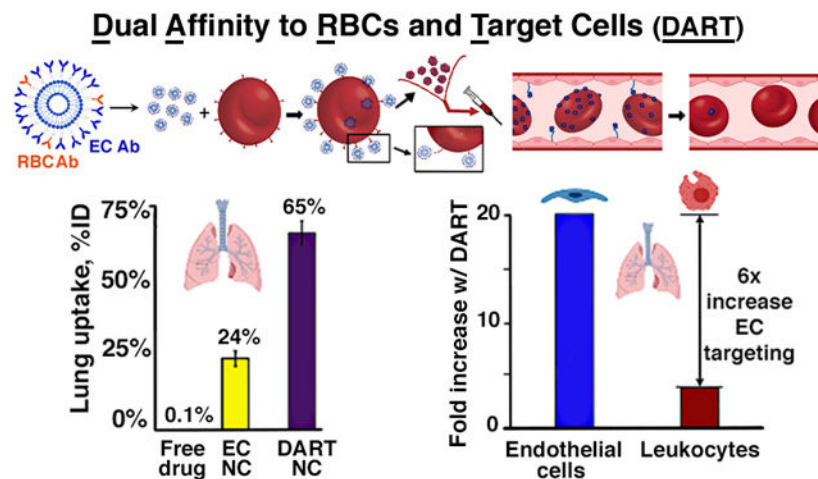 Dual Affinity to RBCs and Target Cells (DART)
+
EC Ab
RBC Ab
Lung uptake, %ID
75%
50%
25%
0%
0.1%
24%
65%
Free drug
EC NC
DART NC
Fold increase w/ DART
20
10
0
6x
increase
EC
targeting
Endothelial
cells
Leukocytes